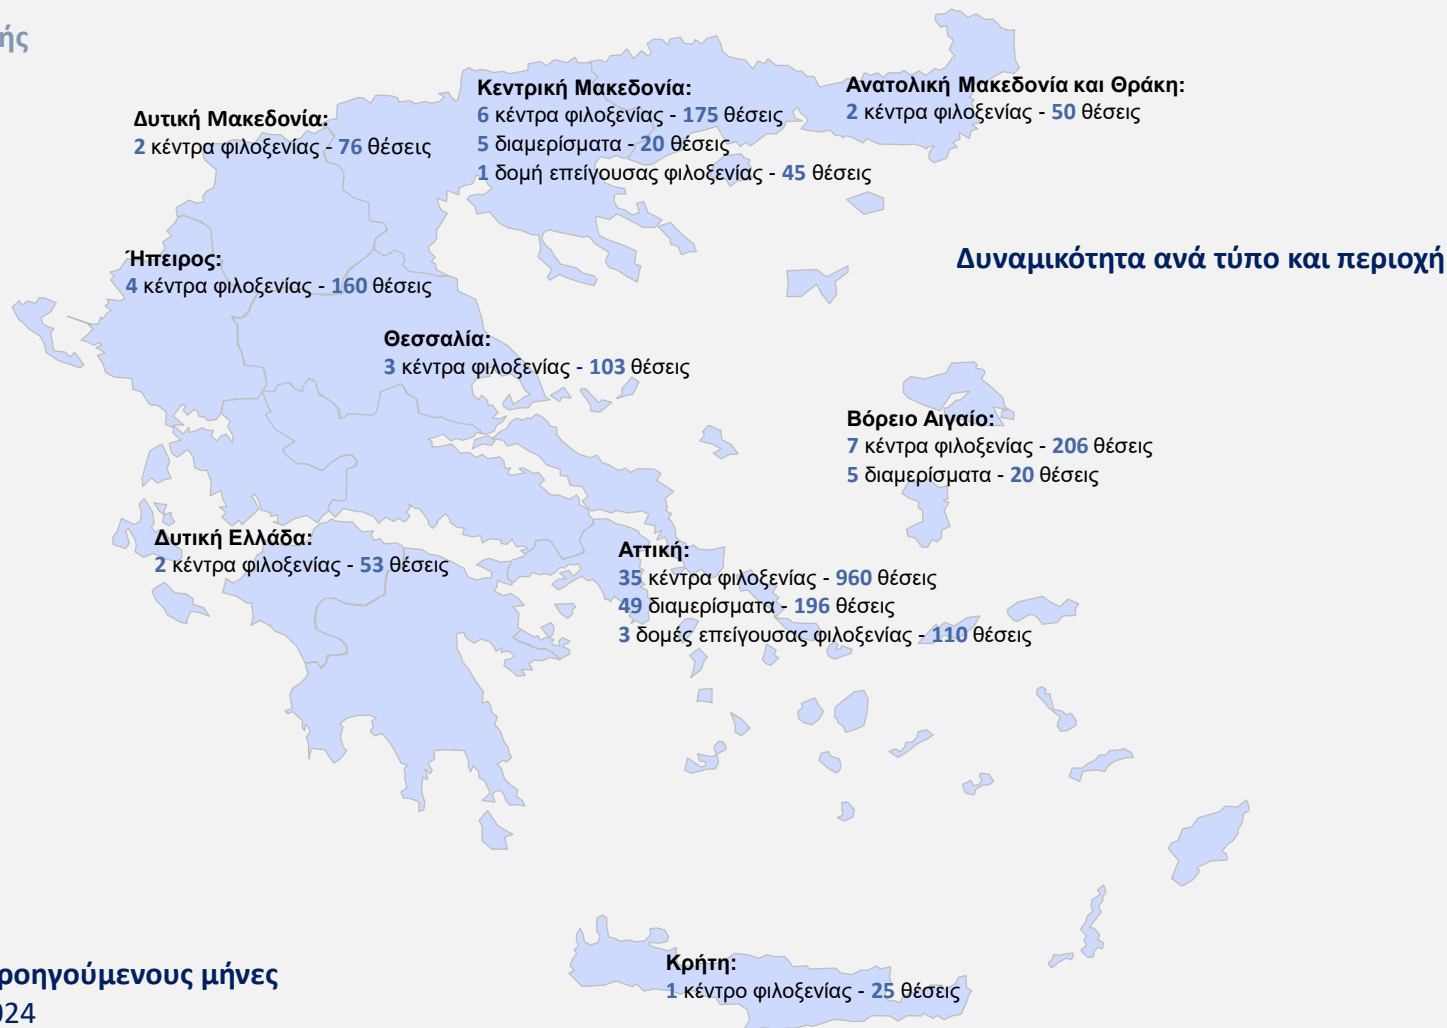 ής
Κεντρική Μακεδονία:
6 κέντρα φιλοξενίας - 175 θέσεις
5 διαμερίσματα - 20 θέσεις
1 δομή επείγουσας φιλοξενίας - 45 θέσεις
Ανατολική Μακεδονία και Θράκη:
2 κέντρα φιλοξενίας - 50 θέσεις
Δυτική Μακεδονία:
2 κέντρα φιλοξενίας - 76 θέσεις
Ήπειρος:
4 κέντρα φιλοξενίας - 160 θέσεις
Δυναμικότητα ανά τύπο και περιοχή
Θεσσαλία:
3 κέντρα φιλοξενίας - 103 θέσεις
Βόρειο Αιγαίο:
7 κέντρα φιλοξενίας - 206 θέσεις
5 διαμερίσματα - 20 θέσεις
Δυτική Ελλάδα:
2 κέντρα φιλοξενίας - 53 θέσεις
Αττική:
35 κέντρα φιλοξενίας - 960 θέσεις
49 διαμερίσματα - 196 θέσεις
3 δομές επείγουσας φιλοξενίας - 110 θέσεις
Κρήτη:
1 κέντρο φιλοξενίας - 25 θέσεις
ροηγούμενους μήνες
024